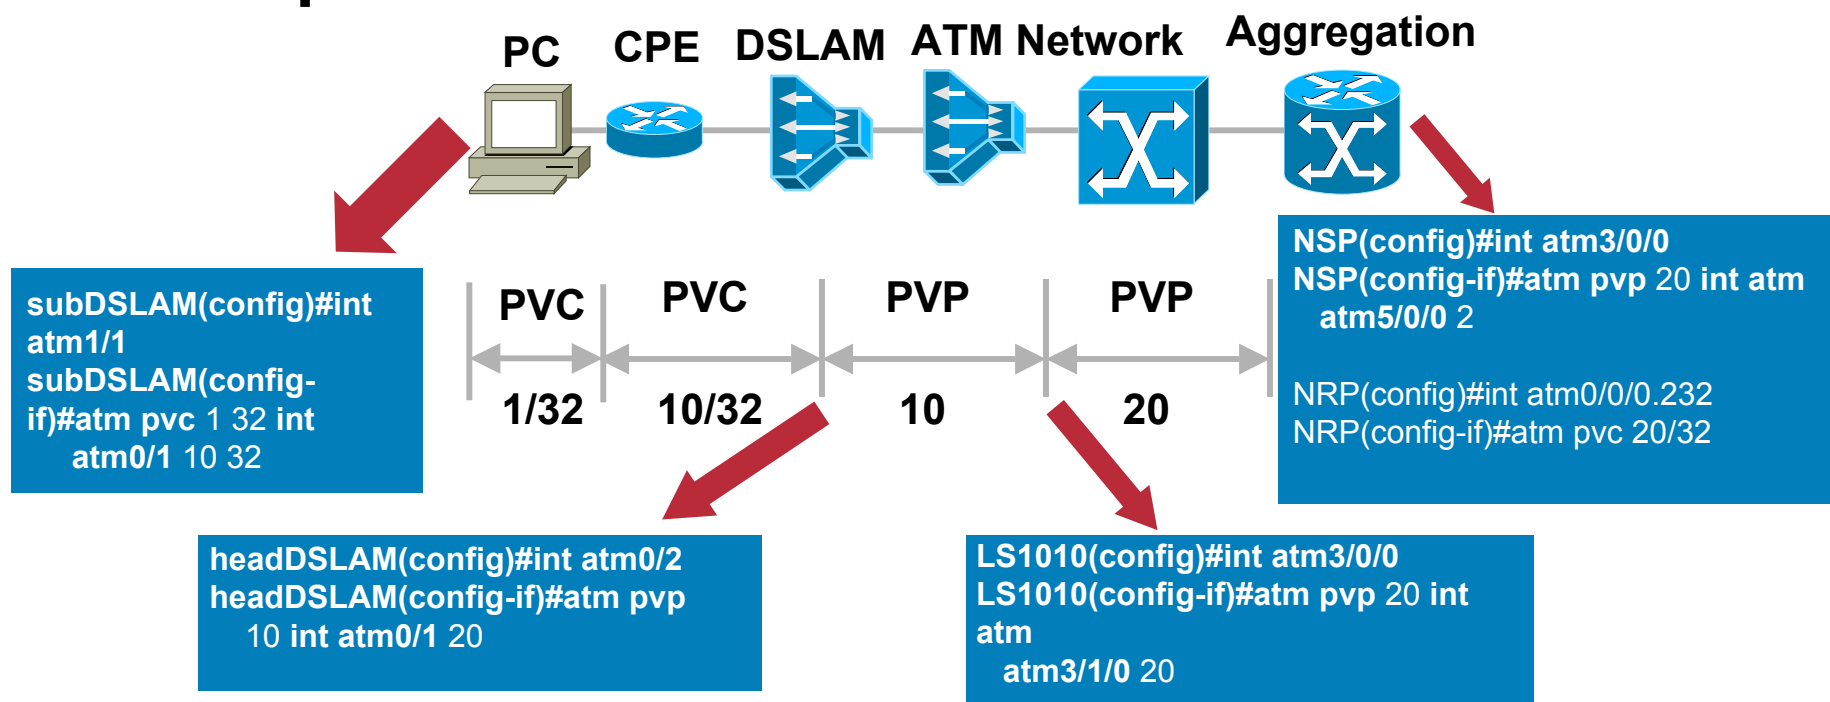 PC
CPE
DSLAM
ATM Network
Aggregation
subDSLAM(config)#int
atm1/1
subDSLAM(config-
if)#atm pvc 1 32 int
atm0/1 10 32
PVC
PVC
PVP
PVP
1/32
10/32
10
20
NSP(config)#int atm3/0/0
NSP(config-if)#atm pvp 20 int atm
atm5/0/0 2
NRP(config)#int atm0/0/0.232
NRP(config-if)#atm pvc 20/32
headDSLAM(config)#int atm0/2
headDSLAM(config-if)#atm pvp
10 int atm0/1 20
LS1010(config)#int atm3/0/0
LS1010(config-if)#atm pvp 20 int
atm
atm3/1/0 20